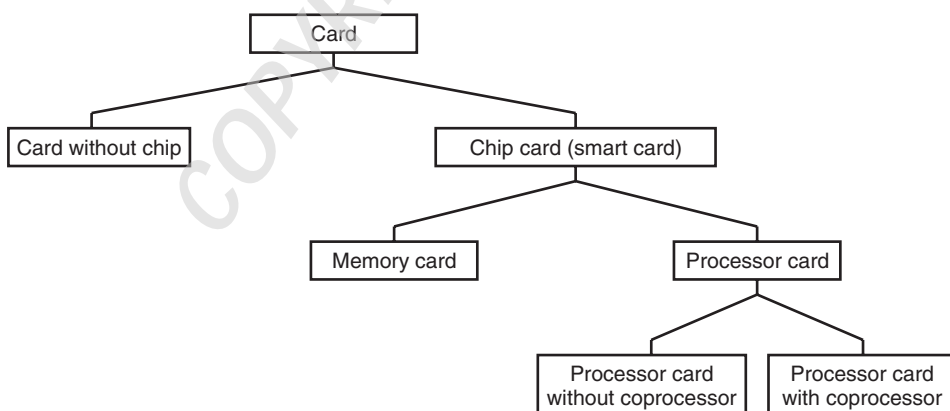 Card
Card without chip
Chip card (smart card)
Memory card
Processor card
Processor card
without coprocessor
Processor card
with coprocessor